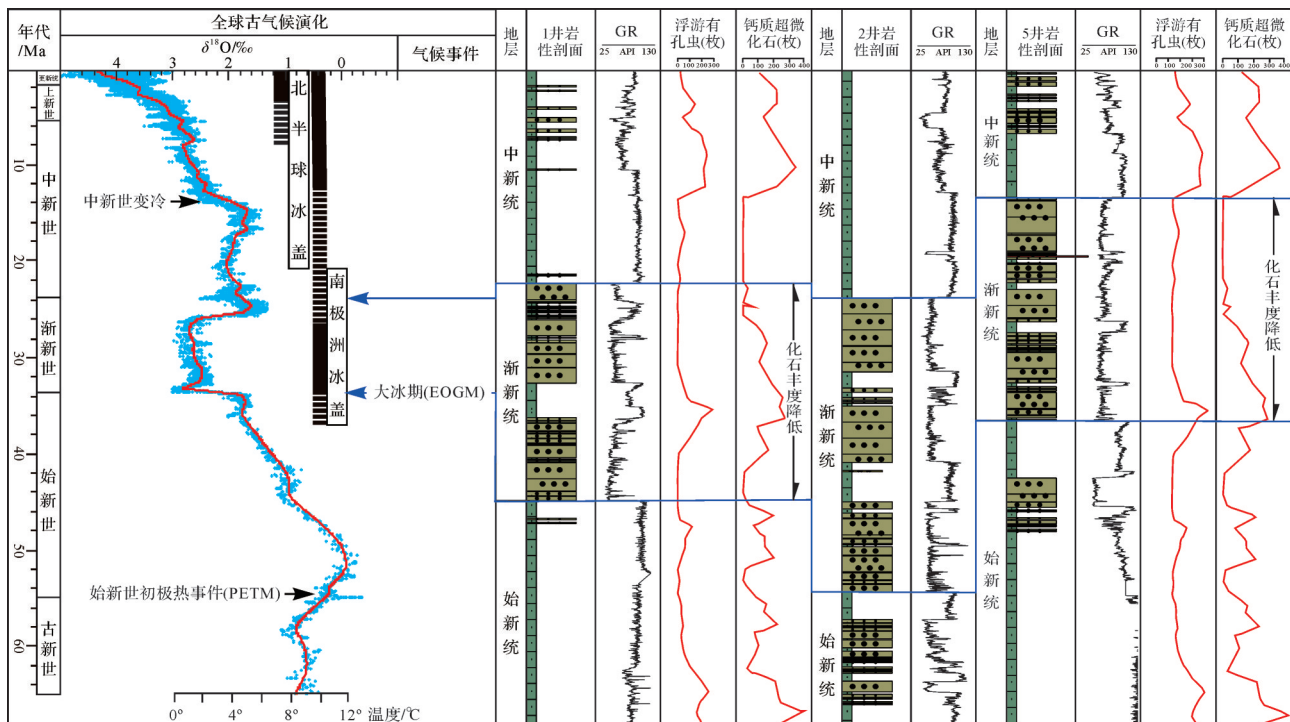 年代
/Ma
全球古气候演化
δ¹⁸O/‰
4 3 2 1 0
气候事件
地层
1井岩
性剖面
GR
25 API 130
浮游有
孔虫(枚)
0 100 200 300
钙质超微
化石(枚)
0 100 200 300 400
地层
2井岩
性剖面
GR
25 API 130
地层
5井岩
性剖面
GR
25 API 130
浮游有
孔虫(枚)
0 100 200 300
钙质超微
化石(枚)
0 100 200 300 400
更新统
上新世
中新世
渐新世
始新世
古新世
10
20
30
40
50
60
北半球冰盖
南极洲冰盖
中新世变冷
大冰期(EOGM)
始新世初极热事件(PETM)
0° 4° 8° 12° 温度/℃
中新统
渐新统
始新统
化石丰度降低
中新统
渐新统
始新统
中新统
渐新统
始新统
化石丰度降低